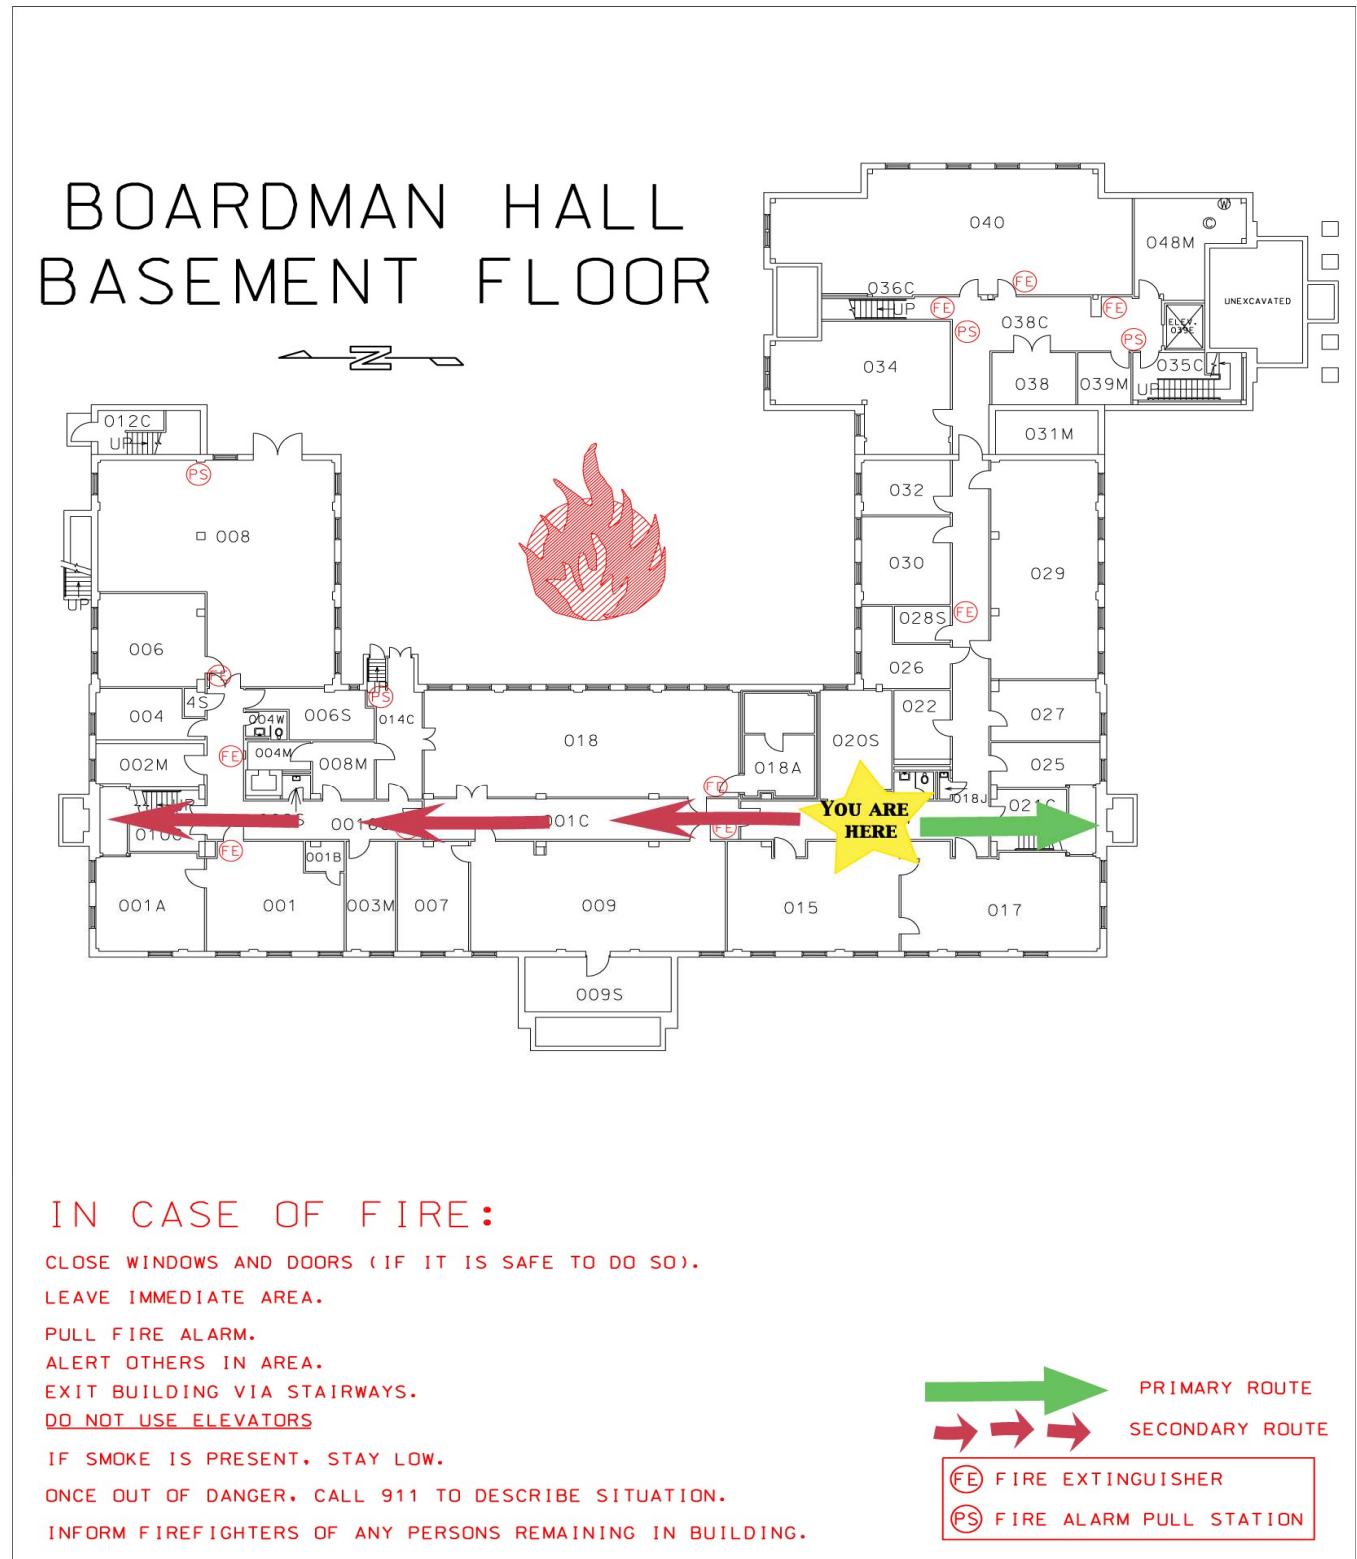 BOARDMAN HALL
BASEMENT FLOOR
N
040
W
C
048M
036C
UP
FE
FE
FE
UNEXCAVATED
PS
038C
PS
ELEV.
039E
034
038
039M
035C
UP
031M
012C
UP
PS
008
032
030
029
UP
FE
028S
006
FE
026
4S
004
004W
006S
UP
PS
014C
022
027
018
020S
002M
FE
004M
008M
018A
025
FE
018J
021C
010C
001C
FE
YOU ARE
HERE
FE
001B
001A
001
003M
007
009
015
017
009S
IN CASE OF FIRE:
CLOSE WINDOWS AND DOORS (IF IT IS SAFE TO DO SO).
LEAVE IMMEDIATE AREA.
PULL FIRE ALARM.
ALERT OTHERS IN AREA.
EXIT BUILDING VIA STAIRWAYS.
DO NOT USE ELEVATORS
IF SMOKE IS PRESENT, STAY LOW.
ONCE OUT OF DANGER, CALL 911 TO DESCRIBE SITUATION.
INFORM FIREFIGHTERS OF ANY PERSONS REMAINING IN BUILDING.
PRIMARY ROUTE
SECONDARY ROUTE
FE FIRE EXTINGUISHER
PS FIRE ALARM PULL STATION